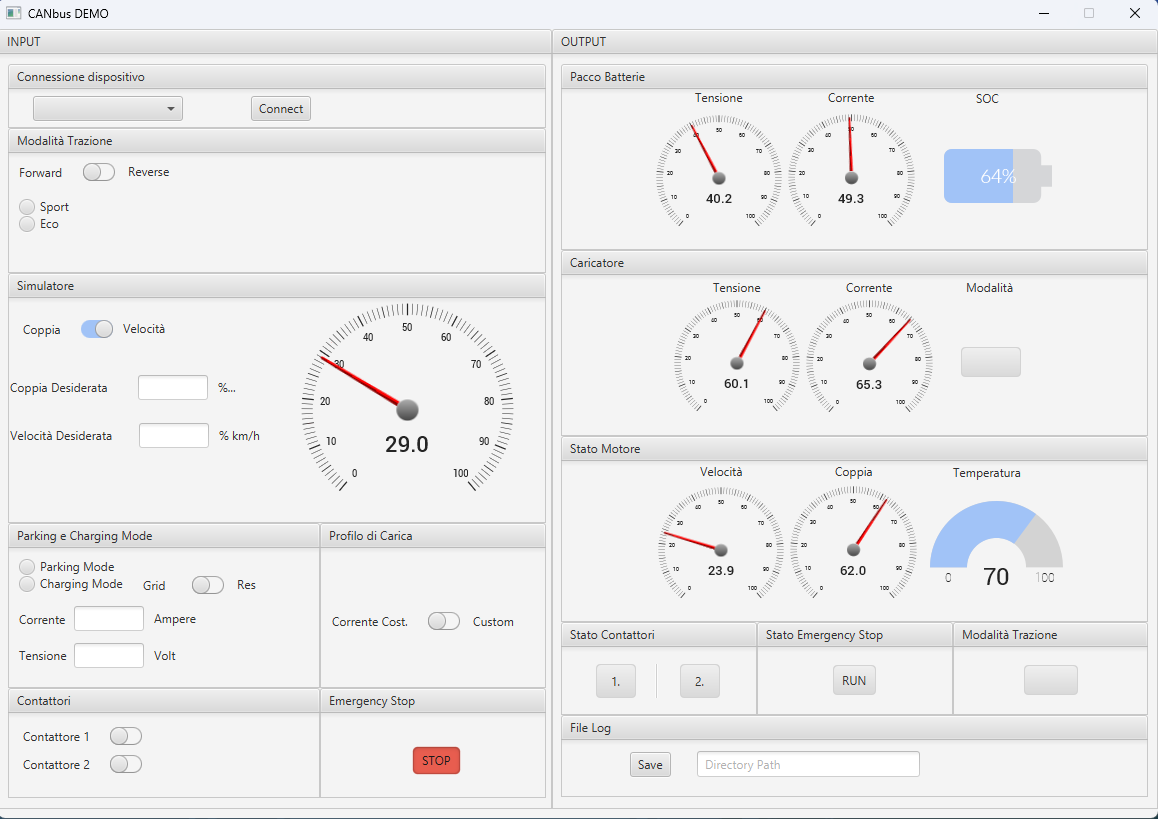 CANbus DEMO
INPUT
Connessione dispositivo
Connect
Modalità Trazione
Forward Reverse
Sport
Eco
Simulatore
Coppia Velocità
Coppia Desiderata %...
Velocità Desiderata % km/h
0 10 20 30 40 50 60 70 80 90 100
29.0
Parking e Charging Mode
Parking Mode
Charging Mode Grid Res
Corrente Ampere
Tensione Volt
Profilo di Carica
Corrente Cost. Custom
Contattori
Contattore 1
Contattore 2
Emergency Stop
STOP
OUTPUT
Pacco Batterie
Tensione Corrente SOC
0 10 20 30 40 50 60 70 80 90 100
40.2
0 10 20 30 40 50 60 70 80 90 100
49.3
64%
Caricatore
Tensione Corrente Modalità
0 10 20 30 40 50 60 70 80 90 100
60.1
0 10 20 30 40 50 60 70 80 90 100
65.3
Stato Motore
Velocità Coppia Temperatura
0 10 20 30 40 50 60 70 80 90 100
23.9
0 10 20 30 40 50 60 70 80 90 100
62.0
0 70 100
Stato Contattori
1. 2.
Stato Emergency Stop
RUN
Modalità Trazione
File Log
Save Directory Path